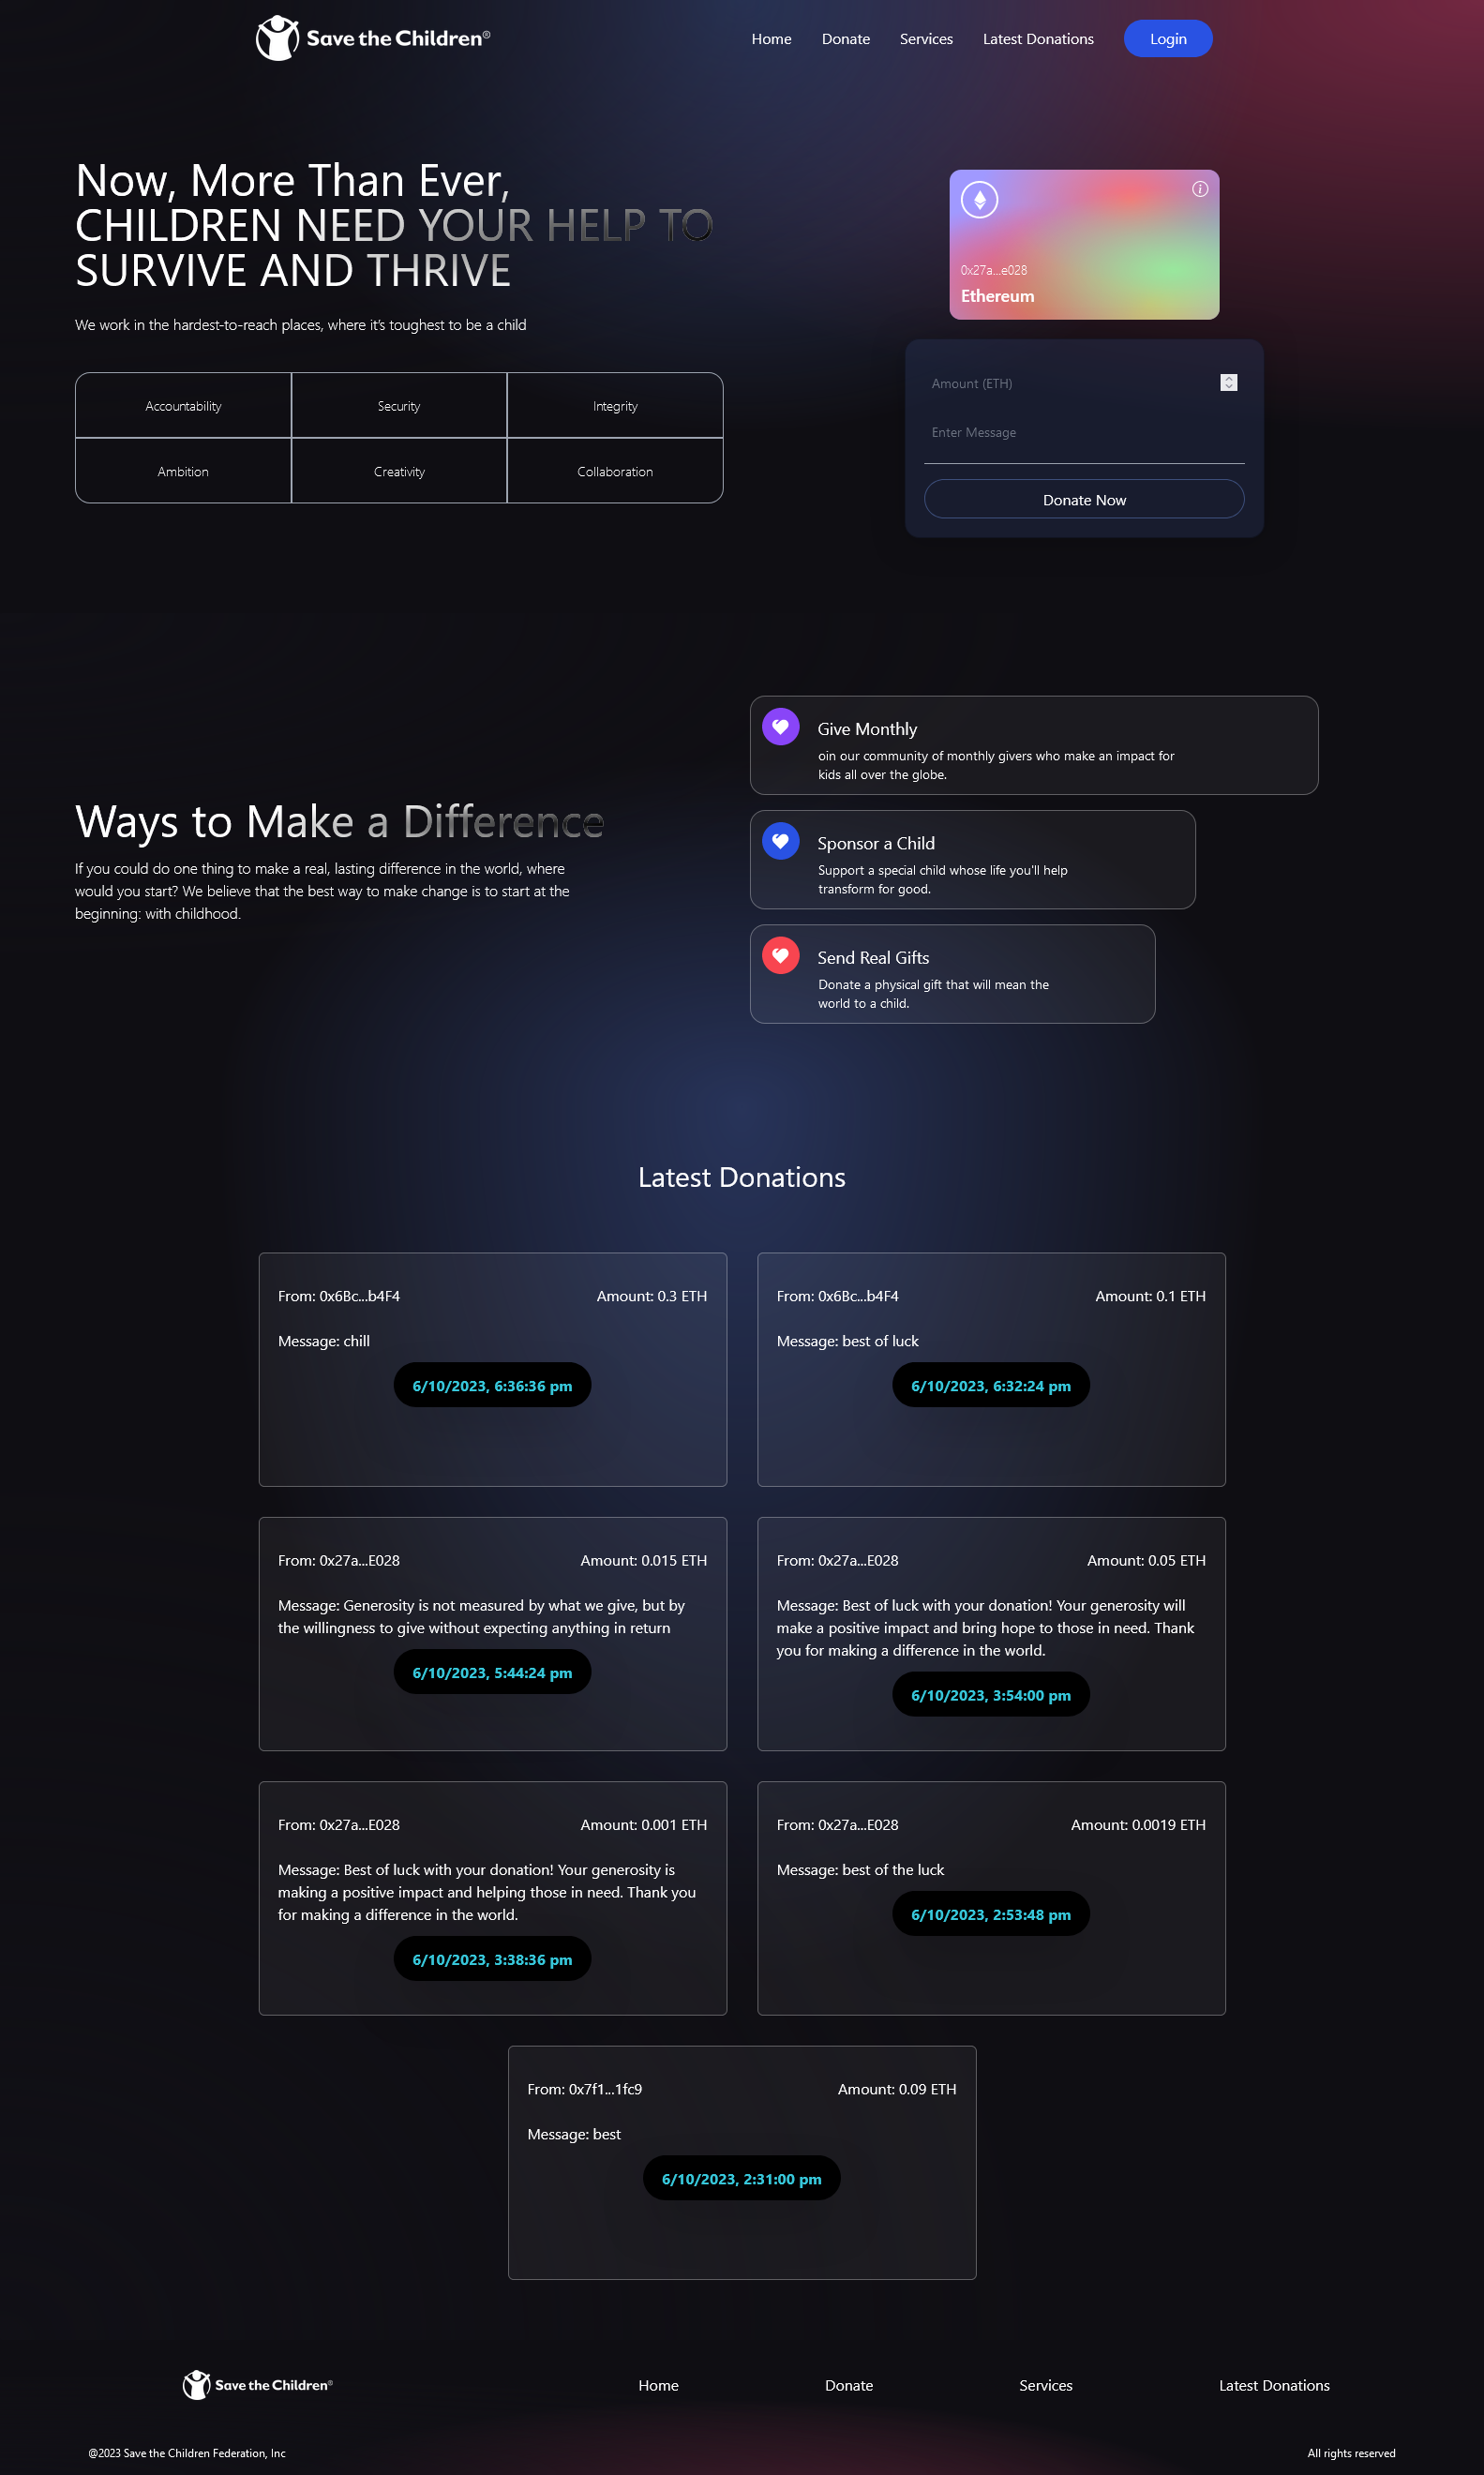 Save the Children®
Home
Donate
Services
Latest Donations
Login
Now, More Than Ever,
CHILDREN NEED YOUR HELP TO
SURVIVE AND THRIVE
We work in the hardest-to-reach places, where it's toughest to be a child
Accountability
Security
Integrity
Ambition
Creativity
Collaboration
0x27a...e028
Ethereum
Amount (ETH)
Enter Message
Donate Now
Ways to Make a Difference
If you could do one thing to make a real, lasting difference in the world, where
would you start? We believe that the best way to make change is to start at the
beginning: with childhood.
Give Monthly
oin our community of monthly givers who make an impact for
kids all over the globe.
Sponsor a Child
Support a special child whose life you'll help
transform for good.
Send Real Gifts
Donate a physical gift that will mean the
world to a child.
Latest Donations
From: 0x6Bc...b4F4
Amount: 0.3 ETH
Message: chill
6/10/2023, 6:36:36 pm
From: 0x6Bc...b4F4
Amount: 0.1 ETH
Message: best of luck
6/10/2023, 6:32:24 pm
From: 0x27a...E028
Amount: 0.015 ETH
Message: Generosity is not measured by what we give, but by
the willingness to give without expecting anything in return
6/10/2023, 5:44:24 pm
From: 0x27a...E028
Amount: 0.05 ETH
Message: Best of luck with your donation! Your generosity will
make a positive impact and bring hope to those in need. Thank
you for making a difference in the world.
6/10/2023, 3:54:00 pm
From: 0x27a...E028
Amount: 0.001 ETH
Message: Best of luck with your donation! Your generosity is
making a positive impact and helping those in need. Thank you
for making a difference in the world.
6/10/2023, 3:38:36 pm
From: 0x27a...E028
Amount: 0.0019 ETH
Message: best of the luck
6/10/2023, 2:53:48 pm
From: 0x7f1...1fc9
Amount: 0.09 ETH
Message: best
6/10/2023, 2:31:00 pm
Save the Children®
Home
Donate
Services
Latest Donations
@2023 Save the Children Federation, Inc
All rights reserved